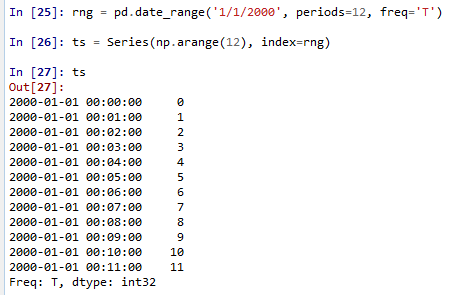 In [25]: rng = pd.date_range('1/1/2000', periods=12, freq='T')
In [26]: ts = Series(np.arange(12), index=rng)
In [27]: ts
Out[27]:
2000-01-01 00:00:00     0
2000-01-01 00:01:00     1
2000-01-01 00:02:00     2
2000-01-01 00:03:00     3
2000-01-01 00:04:00     4
2000-01-01 00:05:00     5
2000-01-01 00:06:00     6
2000-01-01 00:07:00     7
2000-01-01 00:08:00     8
2000-01-01 00:09:00     9
2000-01-01 00:10:00    10
2000-01-01 00:11:00    11
Freq: T, dtype: int32